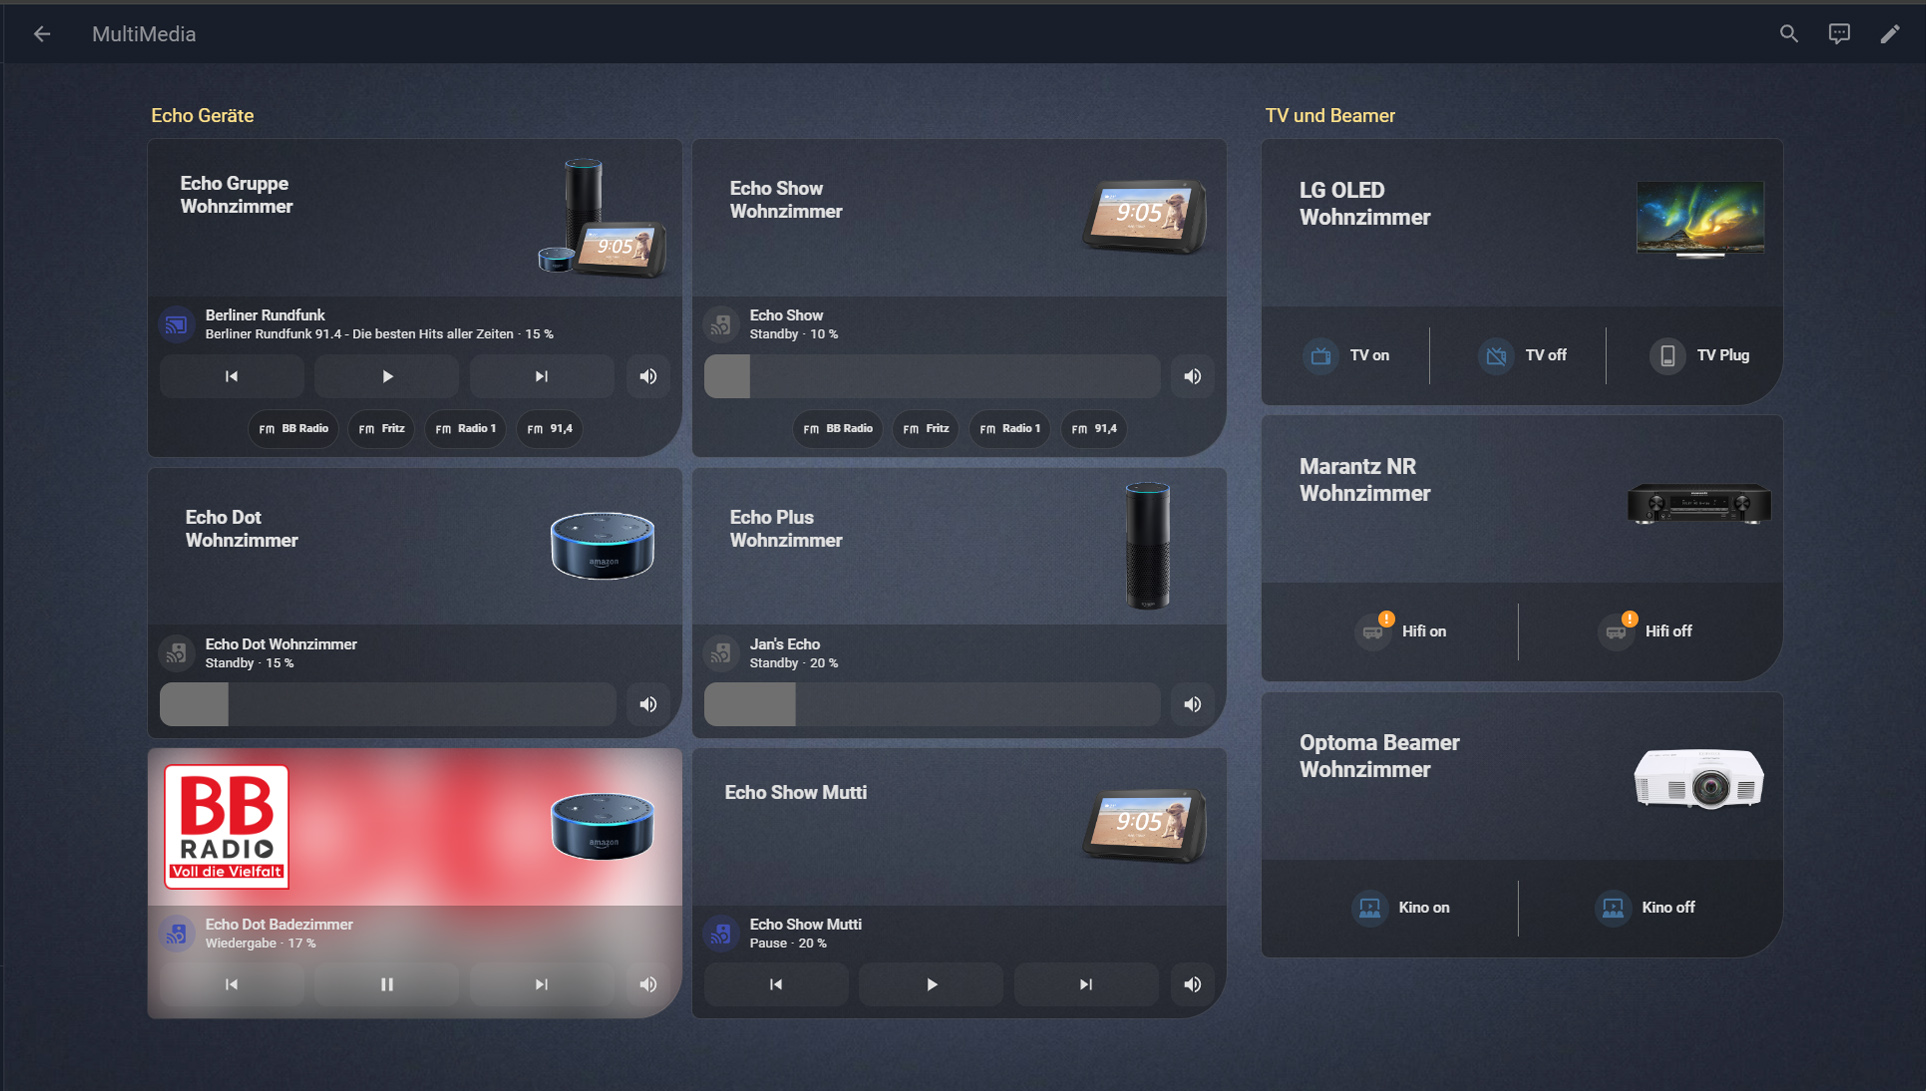 MultiMedia
Echo Geräte
TV und Beamer
Echo Gruppe
Wohnzimmer
9:05
Berliner Rundfunk
Berliner Rundfunk 91.4 - Die besten Hits aller Zeiten · 15 %
FM BB Radio
FM Fritz
FM Radio 1
FM 91,4
Echo Show
Wohnzimmer
9:05
Echo Show
Standby · 10 %
FM BB Radio
FM Fritz
FM Radio 1
FM 91,4
LG OLED
Wohnzimmer
TV on
TV off
TV Plug
Echo Dot
Wohnzimmer
amazon
Echo Dot Wohnzimmer
Standby · 15 %
Echo Plus
Wohnzimmer
Jan's Echo
Standby · 20 %
Marantz NR
Wohnzimmer
Hifi on
Hifi off
BB
RADIO
Voll die Vielfalt
amazon
Echo Dot Badezimmer
Wiedergabe · 17 %
Echo Show Mutti
9:05
Echo Show Mutti
Pause · 20 %
Optoma Beamer
Wohnzimmer
Kino on
Kino off